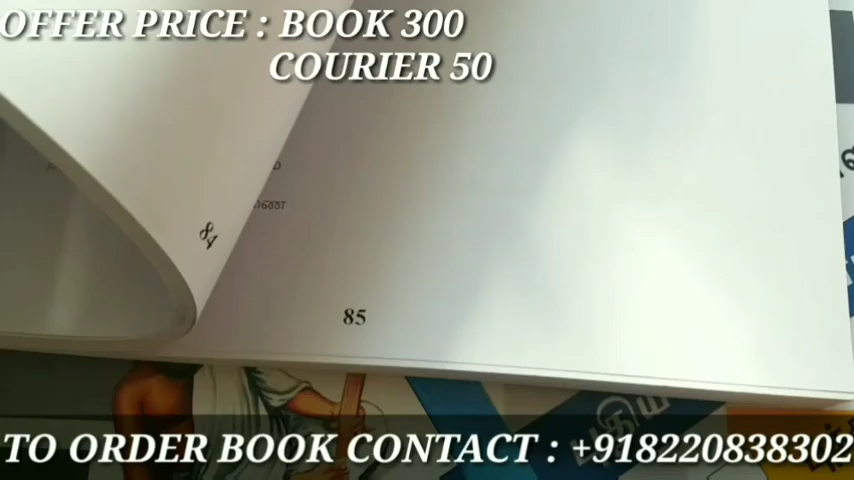 OFFER PRICE : BOOK 300
COURIER 50
84
85
புதிய
TO ORDER BOOK CONTACT : +918220838302